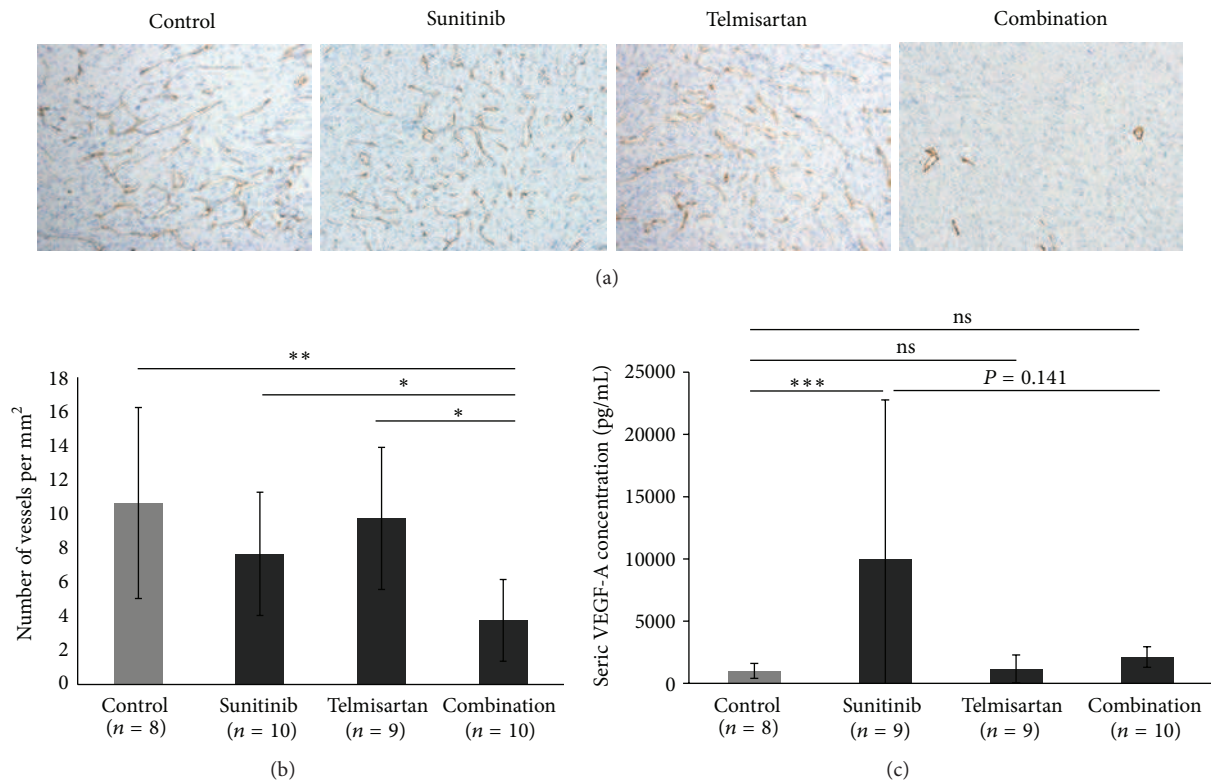 Control Sunitinib Telmisartan Combination
(a)
**
*
*
18
16
14
12
10
8
6
4
2
0
Number of vessels per mm²
Control Sunitinib Telmisartan Combination
(n = 8) (n = 10) (n = 9) (n = 10)
(b)
ns
ns
*** P = 0.141
25000
20000
15000
10000
5000
0
Seric VEGF-A concentration (pg/mL)
Control Sunitinib Telmisartan Combination
(n = 8) (n = 9) (n = 9) (n = 10)
(c)